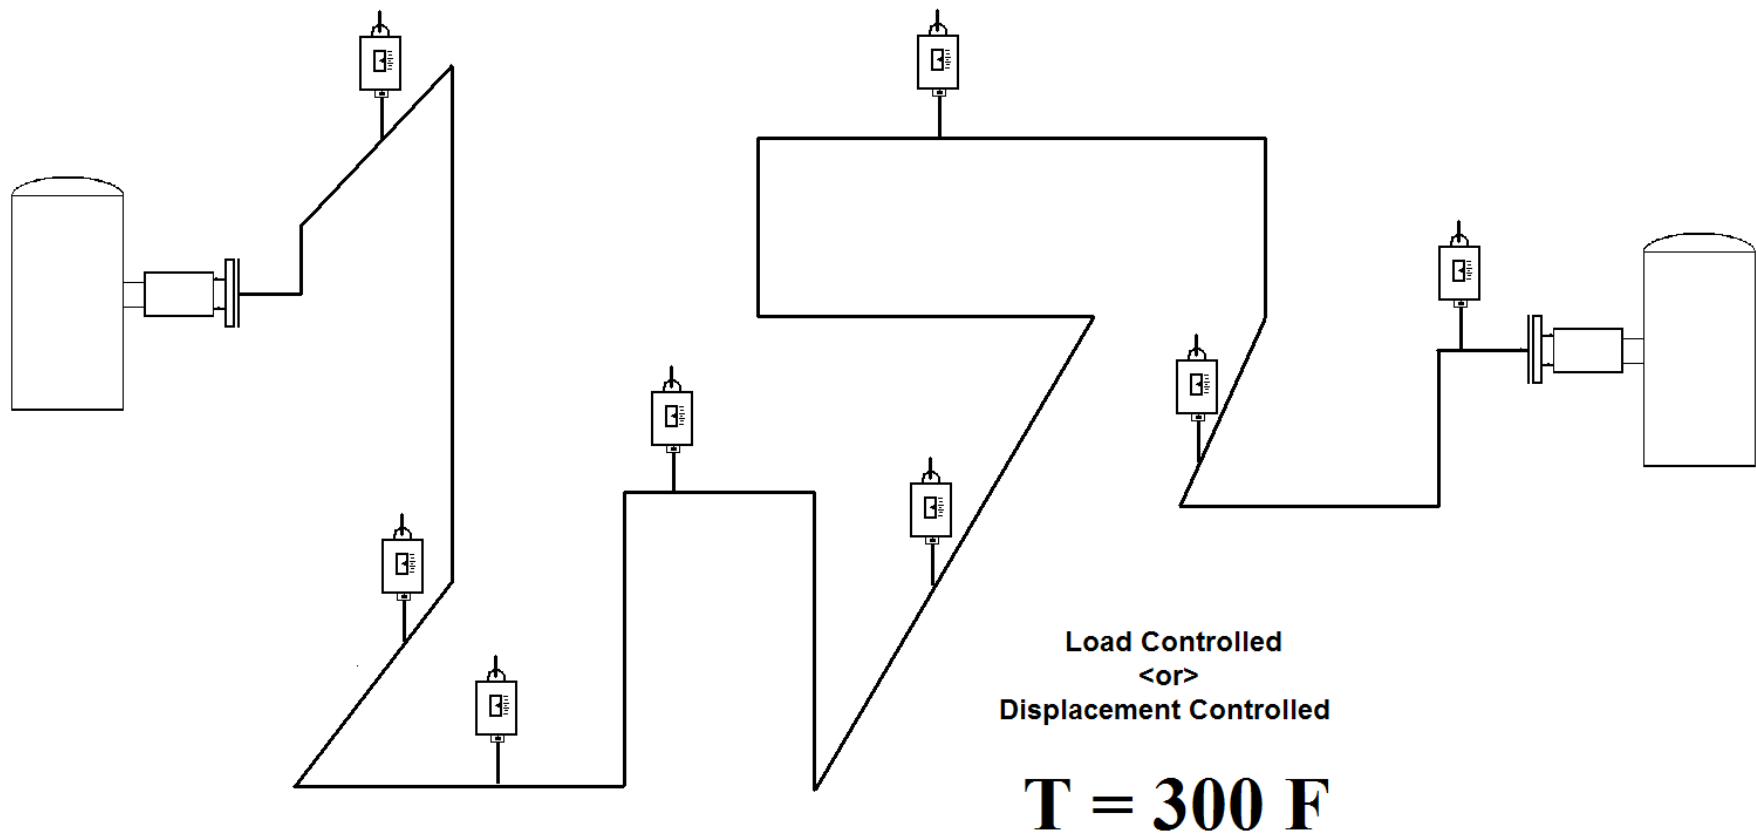 Load Controlled
<or>
Displacement Controlled
T = 300 F